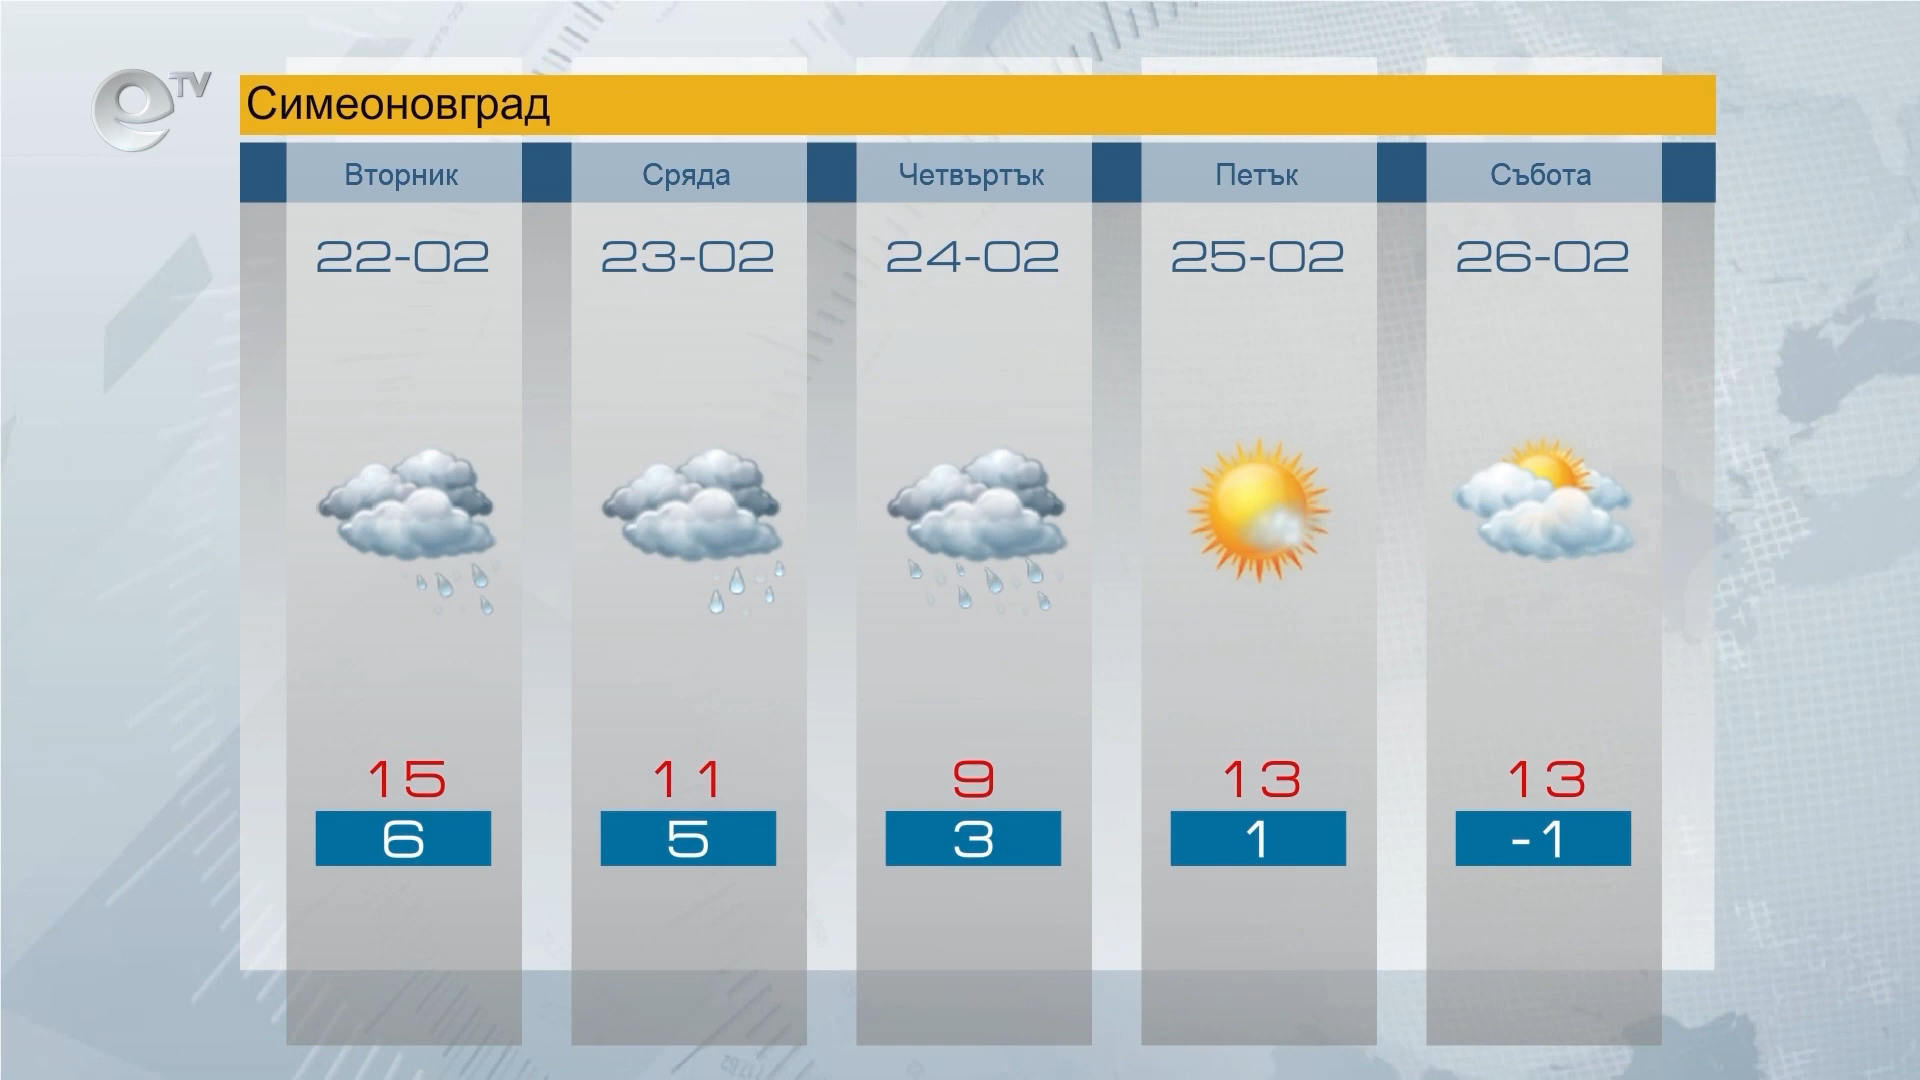 eTV
Симеоновград
Вторник Сряда Четвъртък Петък Събота
22-02 23-02 24-02 25-02 26-02
15 11 9 13 13
6 5 3 1 -1